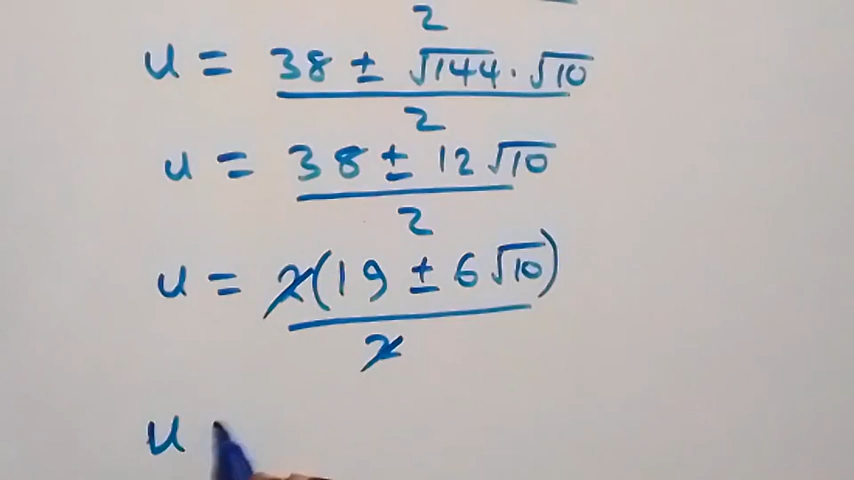 2
u = 38 ± √144 · √10
2
u = 38 ± 12√10
2
u = 2(19 ± 6√10)
2
u